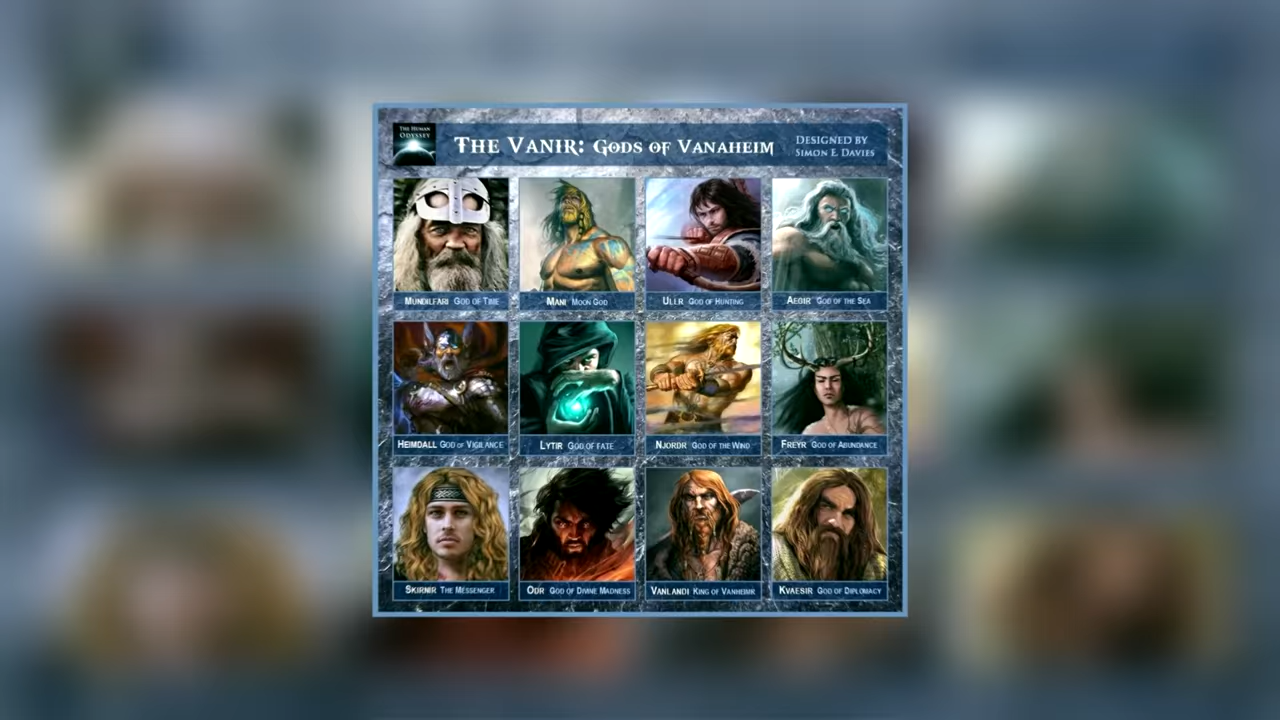 The Human
Odyssey
The Vanir: Gods of Vanaheim
Designed by
Simon E. Davies
Mundilfari God of Time
Mani Moon God
Ullr God of Hunting
Aegir God of the Sea
Heimdall God of Vigilance
Lytir God of Fate
Njordr God of the Wind
Freyr God of Abundance
Skirnir The Messenger
Odr God of Divine Madness
Vanlandi King of Vanheimr
Kvaesir God of Diplomacy